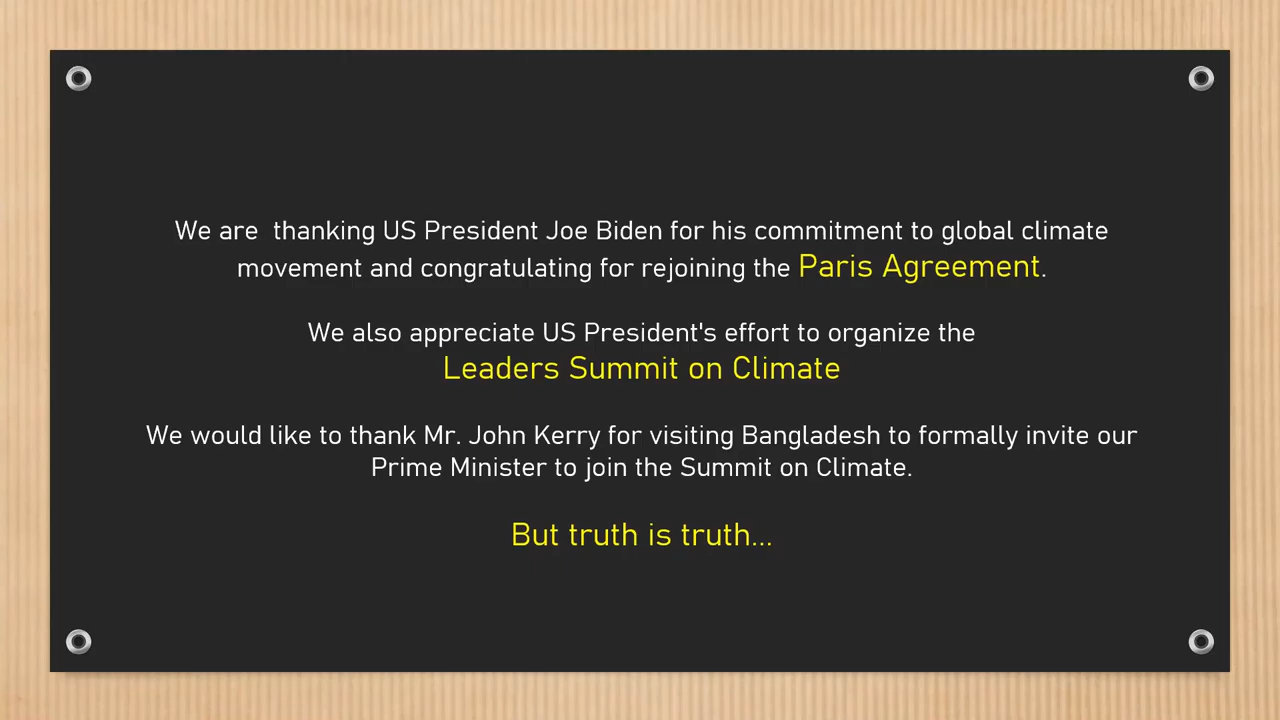 We are  thanking US President Joe Biden for his commitment to global climate
movement and congratulating for rejoining the Paris Agreement.
We also appreciate US President's effort to organize the
Leaders Summit on Climate
We would like to thank Mr. John Kerry for visiting Bangladesh to formally invite our
Prime Minister to join the Summit on Climate.
But truth is truth...